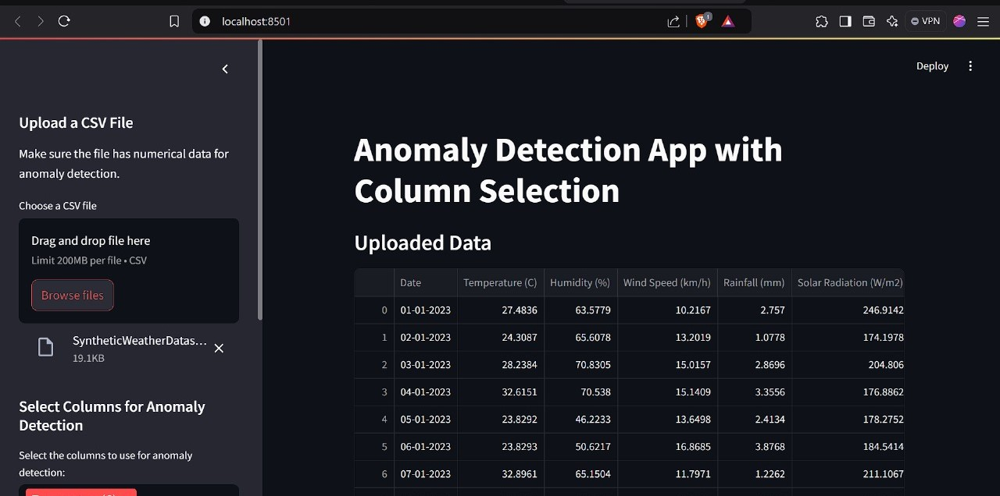 localhost:8501
1
VPN
Deploy
Upload a CSV File
Make sure the file has numerical data for
anomaly detection.
Choose a CSV file
Drag and drop file here
Limit 200MB per file • CSV
Browse files
SyntheticWeatherDatas...
19.1KB
Select Columns for Anomaly
Detection
Select the columns to use for anomaly
detection:
Anomaly Detection App with
Column Selection
Uploaded Data
Date Temperature (C) Humidity (%) Wind Speed (km/h) Rainfall (mm) Solar Radiation (W/m2)
0 01-01-2023 27.4836 63.5779 10.2167 2.757 246.9142
1 02-01-2023 24.3087 65.6078 13.2019 1.0778 174.1978
2 03-01-2023 28.2384 70.8305 15.0157 2.8696 204.806
3 04-01-2023 32.6151 70.538 15.1409 3.3556 176.8862
4 05-01-2023 23.8292 46.2233 13.6498 2.4134 178.2752
5 06-01-2023 23.8293 50.6217 16.8685 3.8768 184.5414
6 07-01-2023 32.8961 65.1504 11.7971 1.2262 211.1067